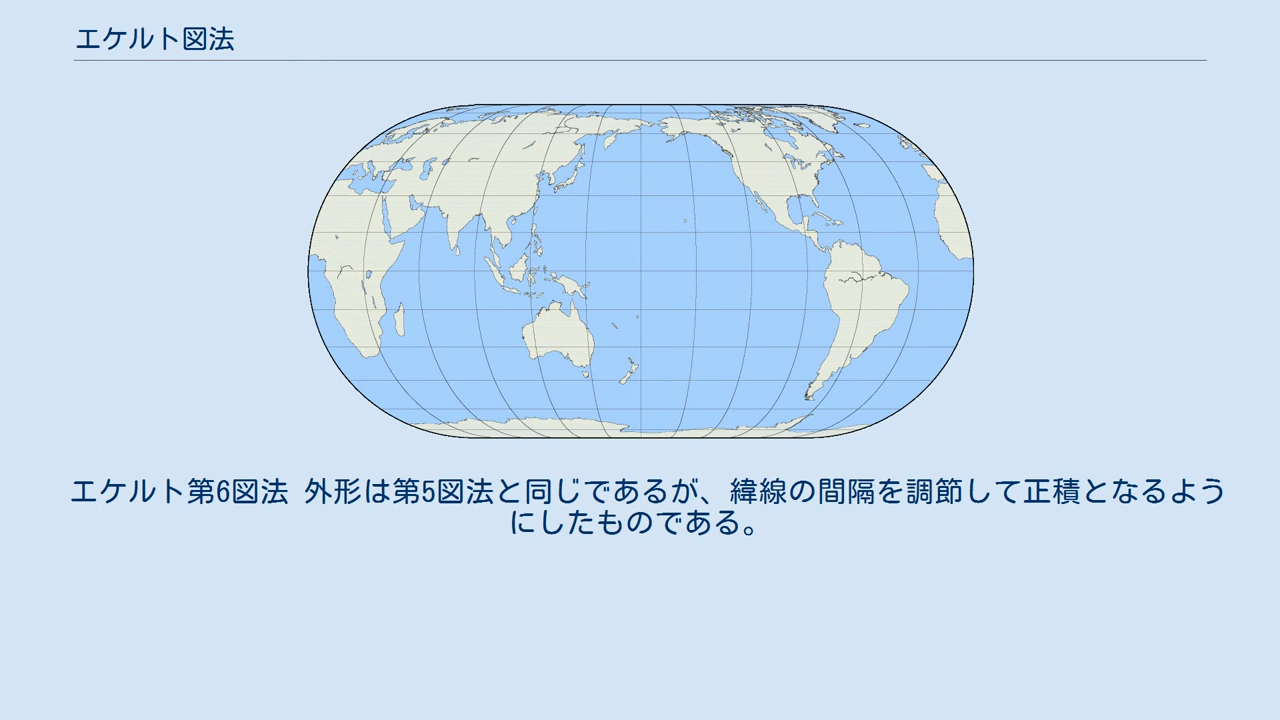 エケルト図法
エケルト第6図法 外形は第5図法と同じであるが、緯線の間隔を調節して正積となるよう
にしたものである。